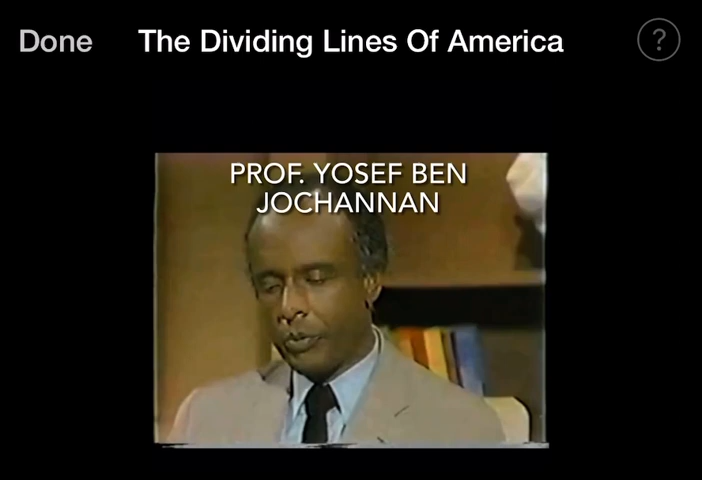 Done
The Dividing Lines Of America
?
PROF. YOSEF BEN
JOCHANNAN